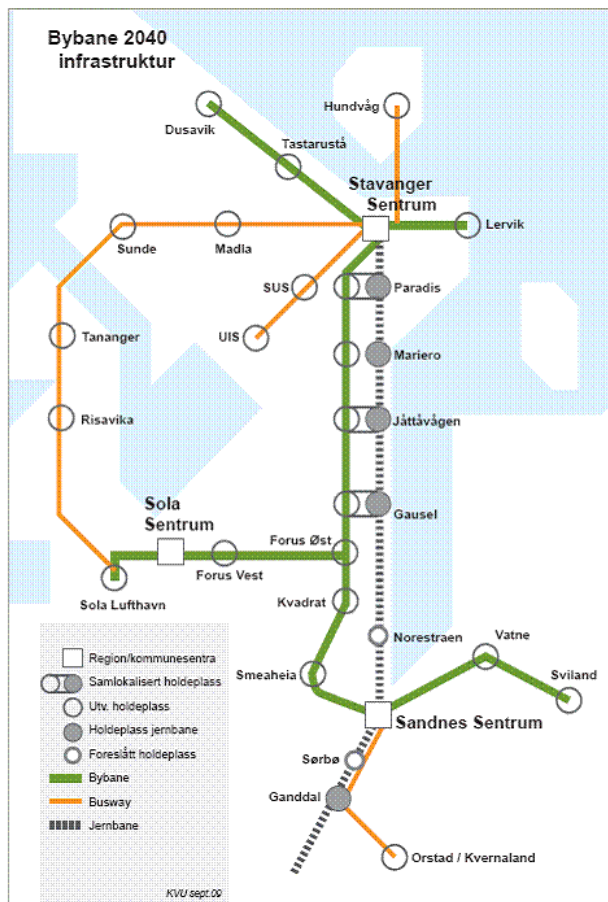 Bybane 2040
infrastruktur
Hundvåg
Dusavik
Tastarustå
Stavanger
Sentrum
Lervik
Sunde
Madla
SUS
Paradis
UIS
Tananger
Mariero
Risavika
Jåttåvågen
Sola
Sentrum
Gausel
Forus Øst
Forus Vest
Sola Lufthavn
Kvadrat
Norestraen
Vatne
Smeaheia
Sviland
Sandnes Sentrum
Sørbø
Ganddal
Orstad / Kvernaland
Region/kommunesentra
Samlokalisert holdeplass
Utv. holdeplass
Holdeplass jernbane
Foreslått holdeplass
Bybane
Busway
Jernbane
KVU sept.09